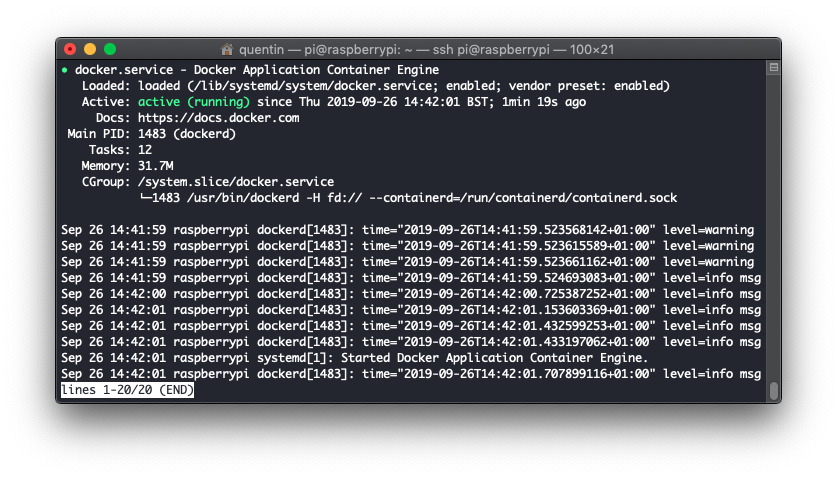 quentin — pi@raspberrypi: ~ — ssh pi@raspberrypi — 100×21
● docker.service - Docker Application Container Engine
   Loaded: loaded (/lib/systemd/system/docker.service; enabled; vendor preset: enabled)
   Active: active (running) since Thu 2019-09-26 14:42:01 BST; 1min 19s ago
     Docs: https://docs.docker.com
 Main PID: 1483 (dockerd)
    Tasks: 12
   Memory: 31.7M
   CGroup: /system.slice/docker.service
           └─1483 /usr/bin/dockerd -H fd:// --containerd=/run/containerd/containerd.sock

Sep 26 14:41:59 raspberrypi dockerd[1483]: time="2019-09-26T14:41:59.523568142+01:00" level=warning
Sep 26 14:41:59 raspberrypi dockerd[1483]: time="2019-09-26T14:41:59.523615589+01:00" level=warning
Sep 26 14:41:59 raspberrypi dockerd[1483]: time="2019-09-26T14:41:59.523661162+01:00" level=warning
Sep 26 14:41:59 raspberrypi dockerd[1483]: time="2019-09-26T14:41:59.524693083+01:00" level=info msg
Sep 26 14:42:00 raspberrypi dockerd[1483]: time="2019-09-26T14:42:00.725387252+01:00" level=info msg
Sep 26 14:42:01 raspberrypi dockerd[1483]: time="2019-09-26T14:42:01.153603369+01:00" level=info msg
Sep 26 14:42:01 raspberrypi dockerd[1483]: time="2019-09-26T14:42:01.432599253+01:00" level=info msg
Sep 26 14:42:01 raspberrypi dockerd[1483]: time="2019-09-26T14:42:01.433197062+01:00" level=info msg
Sep 26 14:42:01 raspberrypi systemd[1]: Started Docker Application Container Engine.
Sep 26 14:42:01 raspberrypi dockerd[1483]: time="2019-09-26T14:42:01.707899116+01:00" level=info msg
lines 1-20/20 (END)